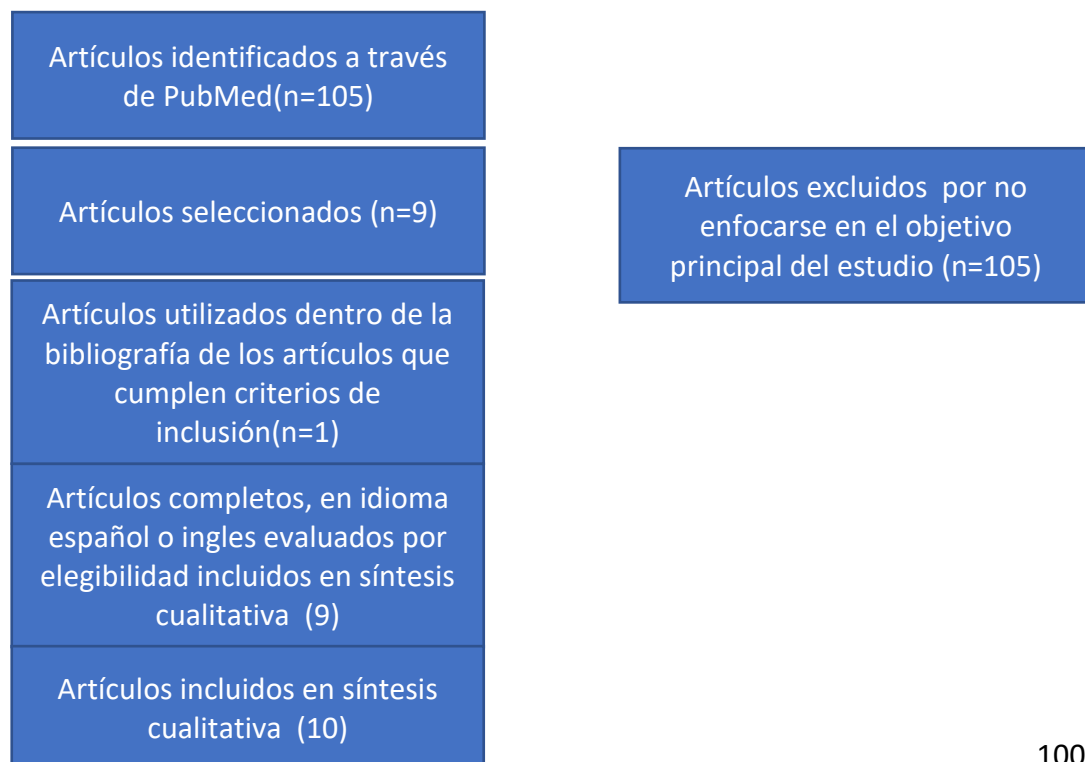 Artículos identificados a través
de PubMed(n=105)
Artículos seleccionados (n=9)
Artículos excluidos por no
enfocarse en el objetivo
principal del estudio (n=105)
Artículos utilizados dentro de la
bibliografía de los artículos que
cumplen criterios de
inclusión(n=1)
Artículos completos, en idioma
español o ingles evaluados por
elegibilidad incluidos en síntesis
cualitativa (9)
Artículos incluidos en síntesis
cualitativa (10)
100